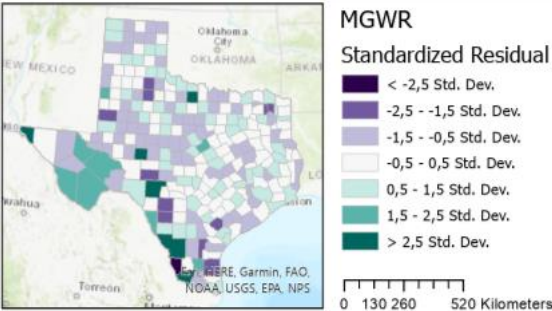 MGWR
Standardized Residual
< -2,5 Std. Dev.
-2,5 - -1,5 Std. Dev.
-1,5 - -0,5 Std. Dev.
-0,5 - 0,5 Std. Dev.
0,5 - 1,5 Std. Dev.
1,5 - 2,5 Std. Dev.
> 2,5 Std. Dev.
0 130 260 520 Kilometers
Oklahoma
City
OKLAHOMA
EW MEXICO
ARKA
LO
Torreon
HERE, Garmin, FAO,
NOAA, USGS, EPA, NPS